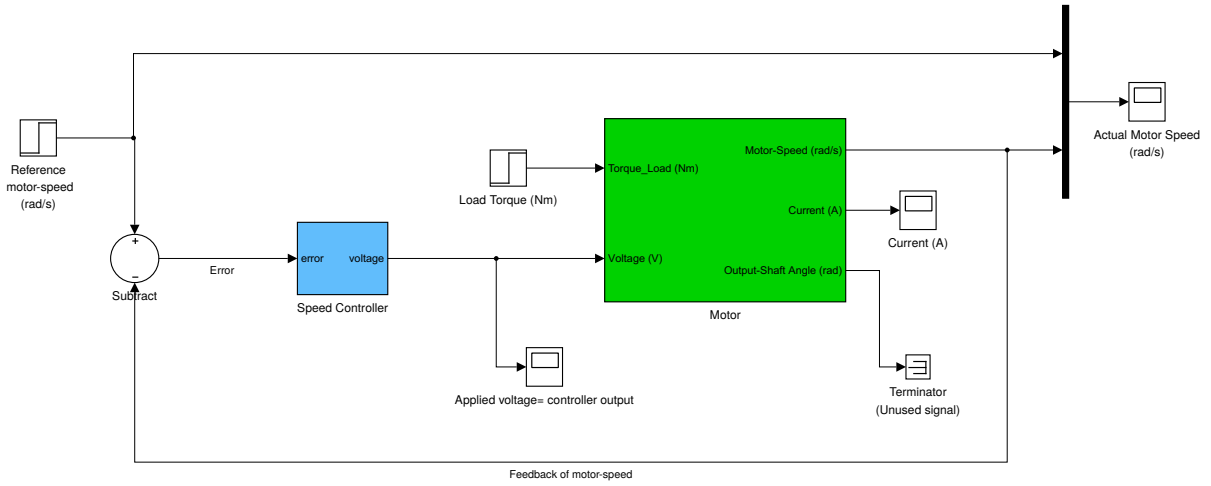 Reference
motor-speed
(rad/s)
+
−
Subtract
Error
error
voltage
Speed Controller
Load Torque (Nm)
Applied voltage= controller output
Torque_Load (Nm)
Voltage (V)
Motor-Speed (rad/s)
Current (A)
Output-Shaft Angle (rad)
Motor
Current (A)
Terminator
(Unused signal)
Actual Motor Speed
(rad/s)
Feedback of motor-speed